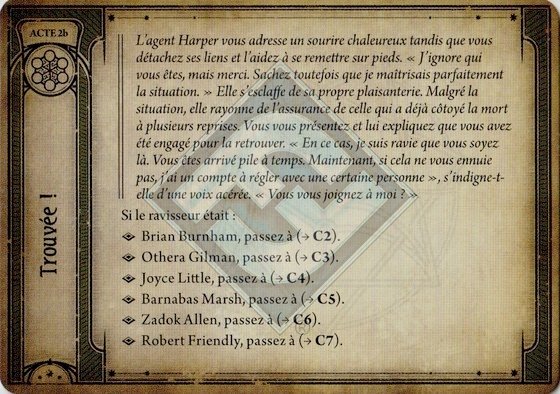 ACTE 2b
Trouvée !
L'agent Harper vous adresse un sourire chaleureux tandis que vous
détachez ses liens et l'aidez à se remettre sur pieds. « J'ignore qui
vous êtes, mais merci. Sachez toutefois que je maîtrisais parfaitement
la situation. » Elle s'esclaffe de sa propre plaisanterie. Malgré la
situation, elle rayonne de l'assurance de celle qui a déjà côtoyé la mort
à plusieurs reprises. Vous vous présentez et lui expliquez que vous avez
été engagé pour la retrouver. « En ce cas, je suis ravie que vous soyez
là. Vous êtes arrivé pile à temps. Maintenant, si cela ne vous ennuie
pas, j'ai un compte à régler avec une certaine personne », s'indigne-t-
elle d'une voix acérée. « Vous vous joignez à moi ? »
Si le ravisseur était :
Brian Burnham, passez à (→ C2).
Othera Gilman, passez à (→ C3).
Joyce Little, passez à (→ C4).
Barnabas Marsh, passez à (→ C5).
Zadok Allen, passez à (→ C6).
Robert Friendly, passez à (→ C7).